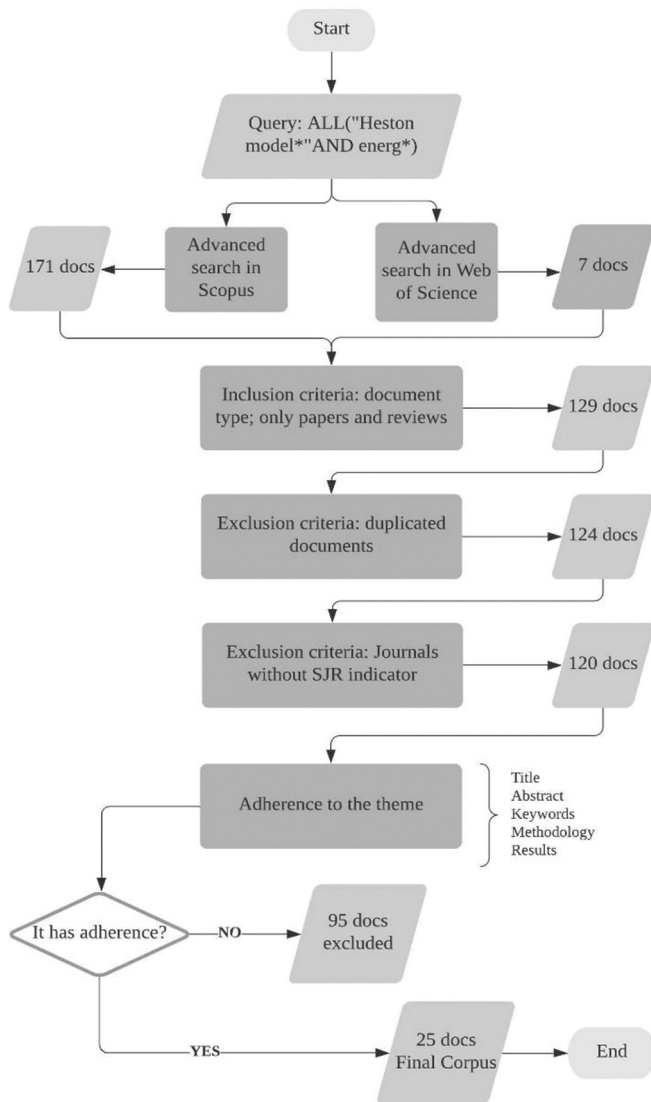 Start
Query: ALL("Heston
model*"AND energ*)
171 docs
Advanced
search in
Scopus
Advanced
search in Web
of Science
7 docs
Inclusion criteria: document
type; only papers and reviews
129 docs
Exclusion criteria: duplicated
documents
124 docs
Exclusion criteria: Journals
without SJR indicator
120 docs
Adherence to the theme
Title
Abstract
Keywords
Methodology
Results
It has adherence?
NO
95 docs
excluded
YES
25 docs
Final Corpus
End